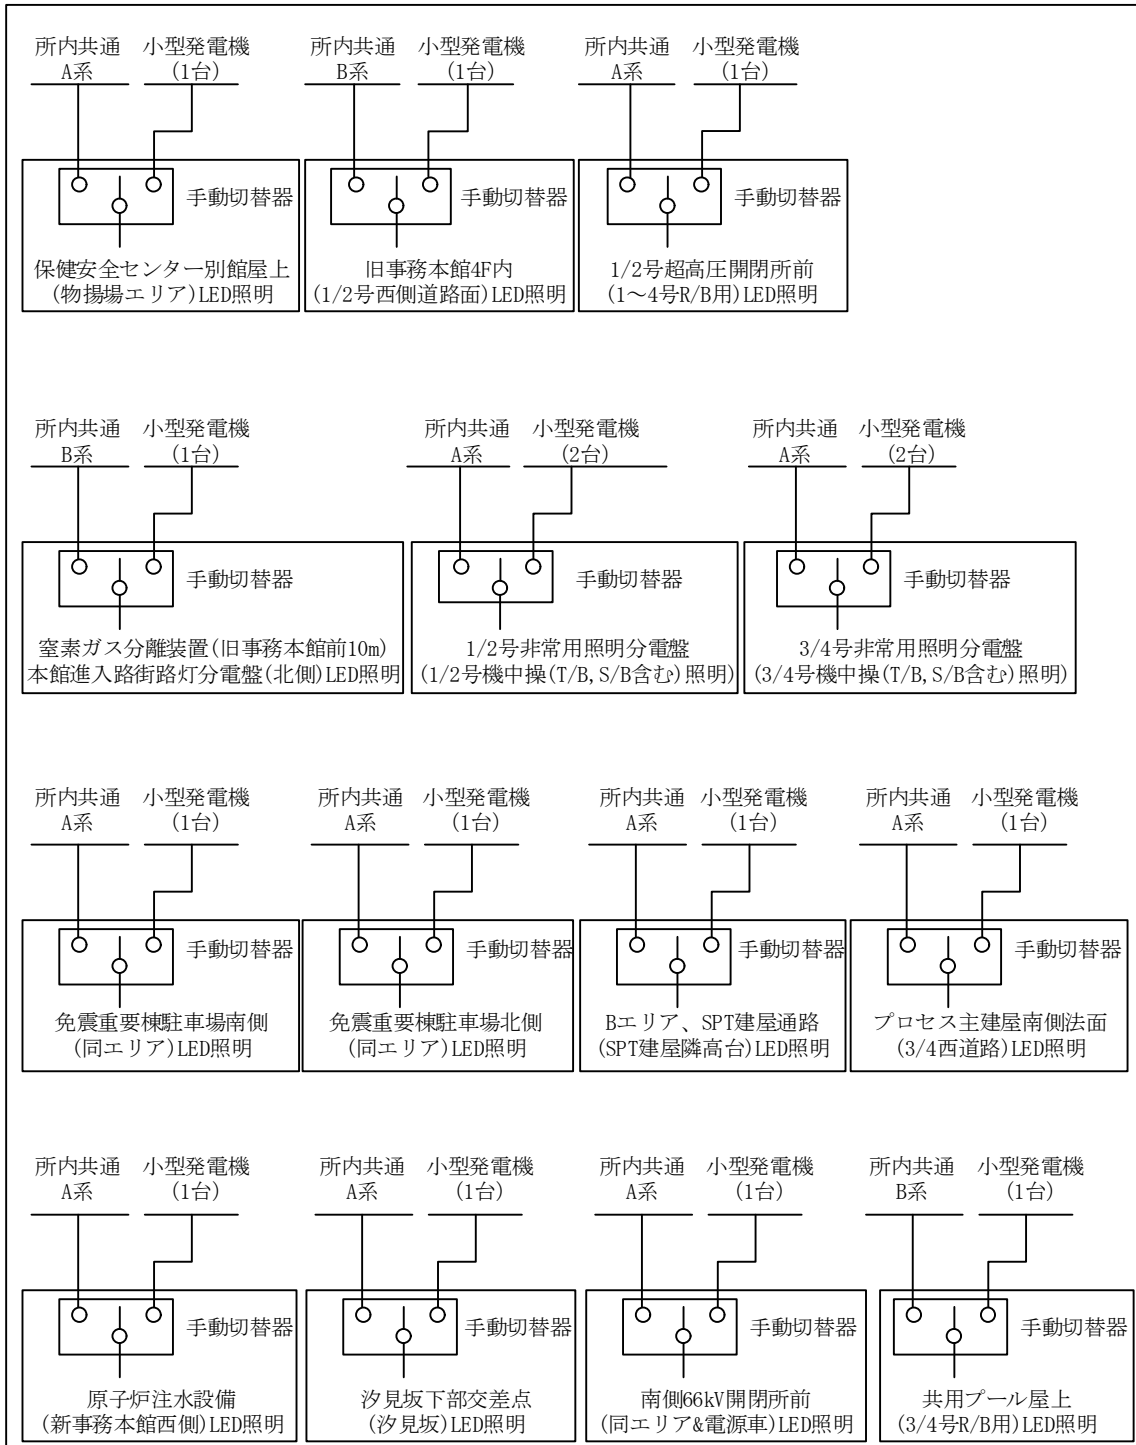 所内共通
A系
小型発電機
(1台)
手動切替器
保健安全センター別館屋上
(物揚場エリア)LED照明
所内共通
B系
小型発電機
(1台)
手動切替器
旧事務本館4F内
(1/2号西側道路面)LED照明
所内共通
A系
小型発電機
(1台)
手動切替器
1/2号超高圧開閉所前
(1～4号R/B用)LED照明
所内共通
B系
小型発電機
(1台)
手動切替器
窒素ガス分離装置(旧事務本館前10m)
本館進入路街路灯分電盤(北側)LED照明
所内共通
A系
小型発電機
(2台)
手動切替器
1/2号非常用照明分電盤
(1/2号機中操(T/B,S/B含む)照明)
所内共通
A系
小型発電機
(2台)
手動切替器
3/4号非常用照明分電盤
(3/4号機中操(T/B,S/B含む)照明)
所内共通
A系
小型発電機
(1台)
手動切替器
免震重要棟駐車場南側
(同エリア)LED照明
所内共通
A系
小型発電機
(1台)
手動切替器
免震重要棟駐車場北側
(同エリア)LED照明
所内共通
A系
小型発電機
(1台)
手動切替器
Bエリア、SPT建屋通路
(SPT建屋隣高台)LED照明
所内共通
A系
小型発電機
(1台)
手動切替器
プロセス主建屋南側法面
(3/4西道路)LED照明
所内共通
A系
小型発電機
(1台)
手動切替器
原子炉注水設備
(新事務本館西側)LED照明
所内共通
A系
小型発電機
(1台)
手動切替器
汐見坂下部交差点
(汐見坂)LED照明
所内共通
A系
小型発電機
(1台)
手動切替器
南側66kV開閉所前
(同エリア&電源車)LED照明
所内共通
B系
小型発電機
(1台)
手動切替器
共用プール屋上
(3/4号R/B用)LED照明